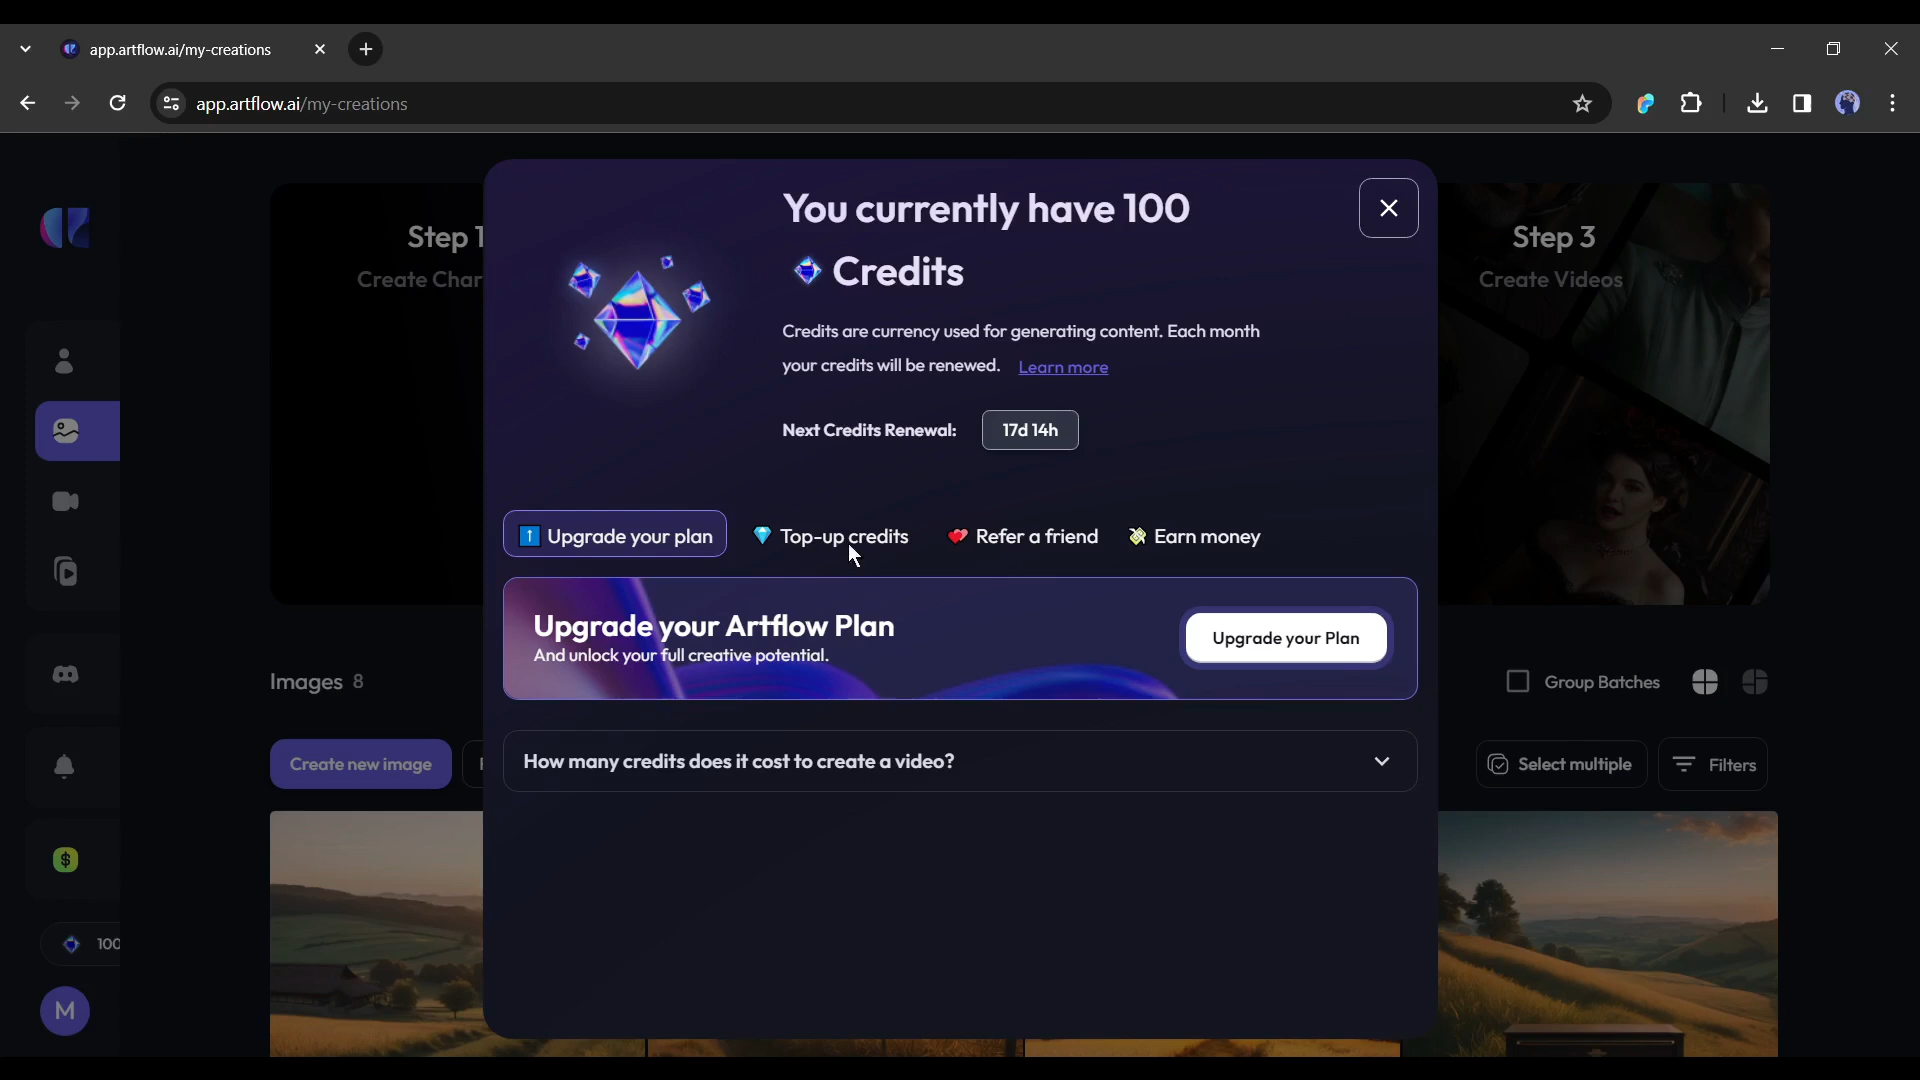 app.artflow.ai/my-creations
app.artflow.ai/my-creations
You currently have 100
Credits
Credits are currency used for generating content. Each month
your credits will be renewed. Learn more
Next Credits Renewal: 17d 14h
Upgrade your plan
Top-up credits
Refer a friend
Earn money
Upgrade your Artflow Plan
And unlock your full creative potential.
Upgrade your Plan
How many credits does it cost to create a video?
Step 1
Create Char
Step 3
Create Videos
Images 8
Group Batches
Create new image
Select multiple
Filters
$
100
M